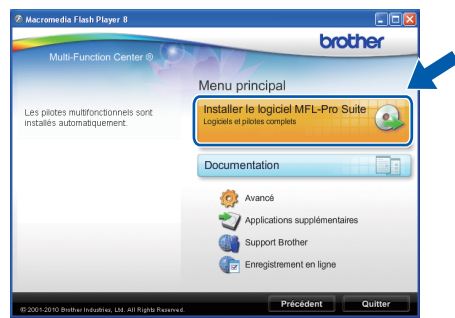 Macromedia Flash Player 8
brother
Multi-Function Center ®
Menu principal
Les pilotes multifonctionnels sont
installés automatiquement.
Installer le logiciel MFL-Pro Suite
Logiciels et pilotes complets
Documentation
Avancé
Applications supplémentaires
Support Brother
Enregistrement en ligne
© 2001-2010 Brother Industries, Ltd. All Rights Reserved.
Précédent
Quitter